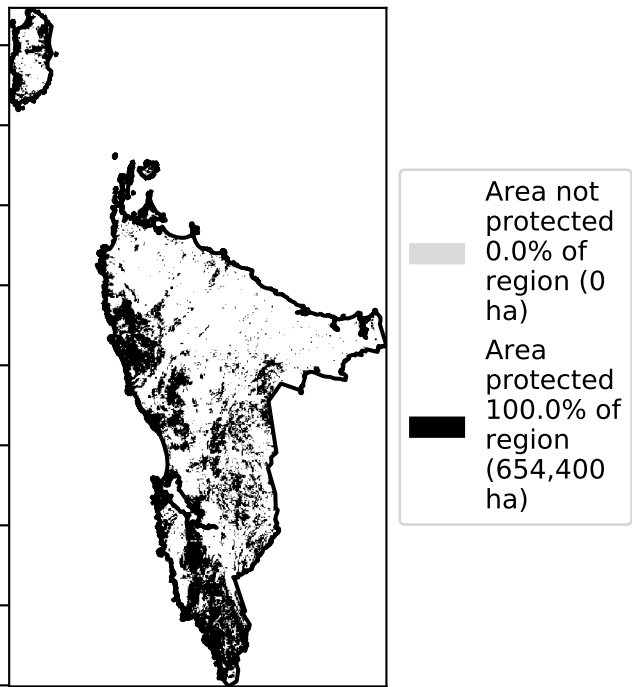 Area not
protected
0.0% of
region (0
ha)
Area
protected
100.0% of
region
(654,400
ha)